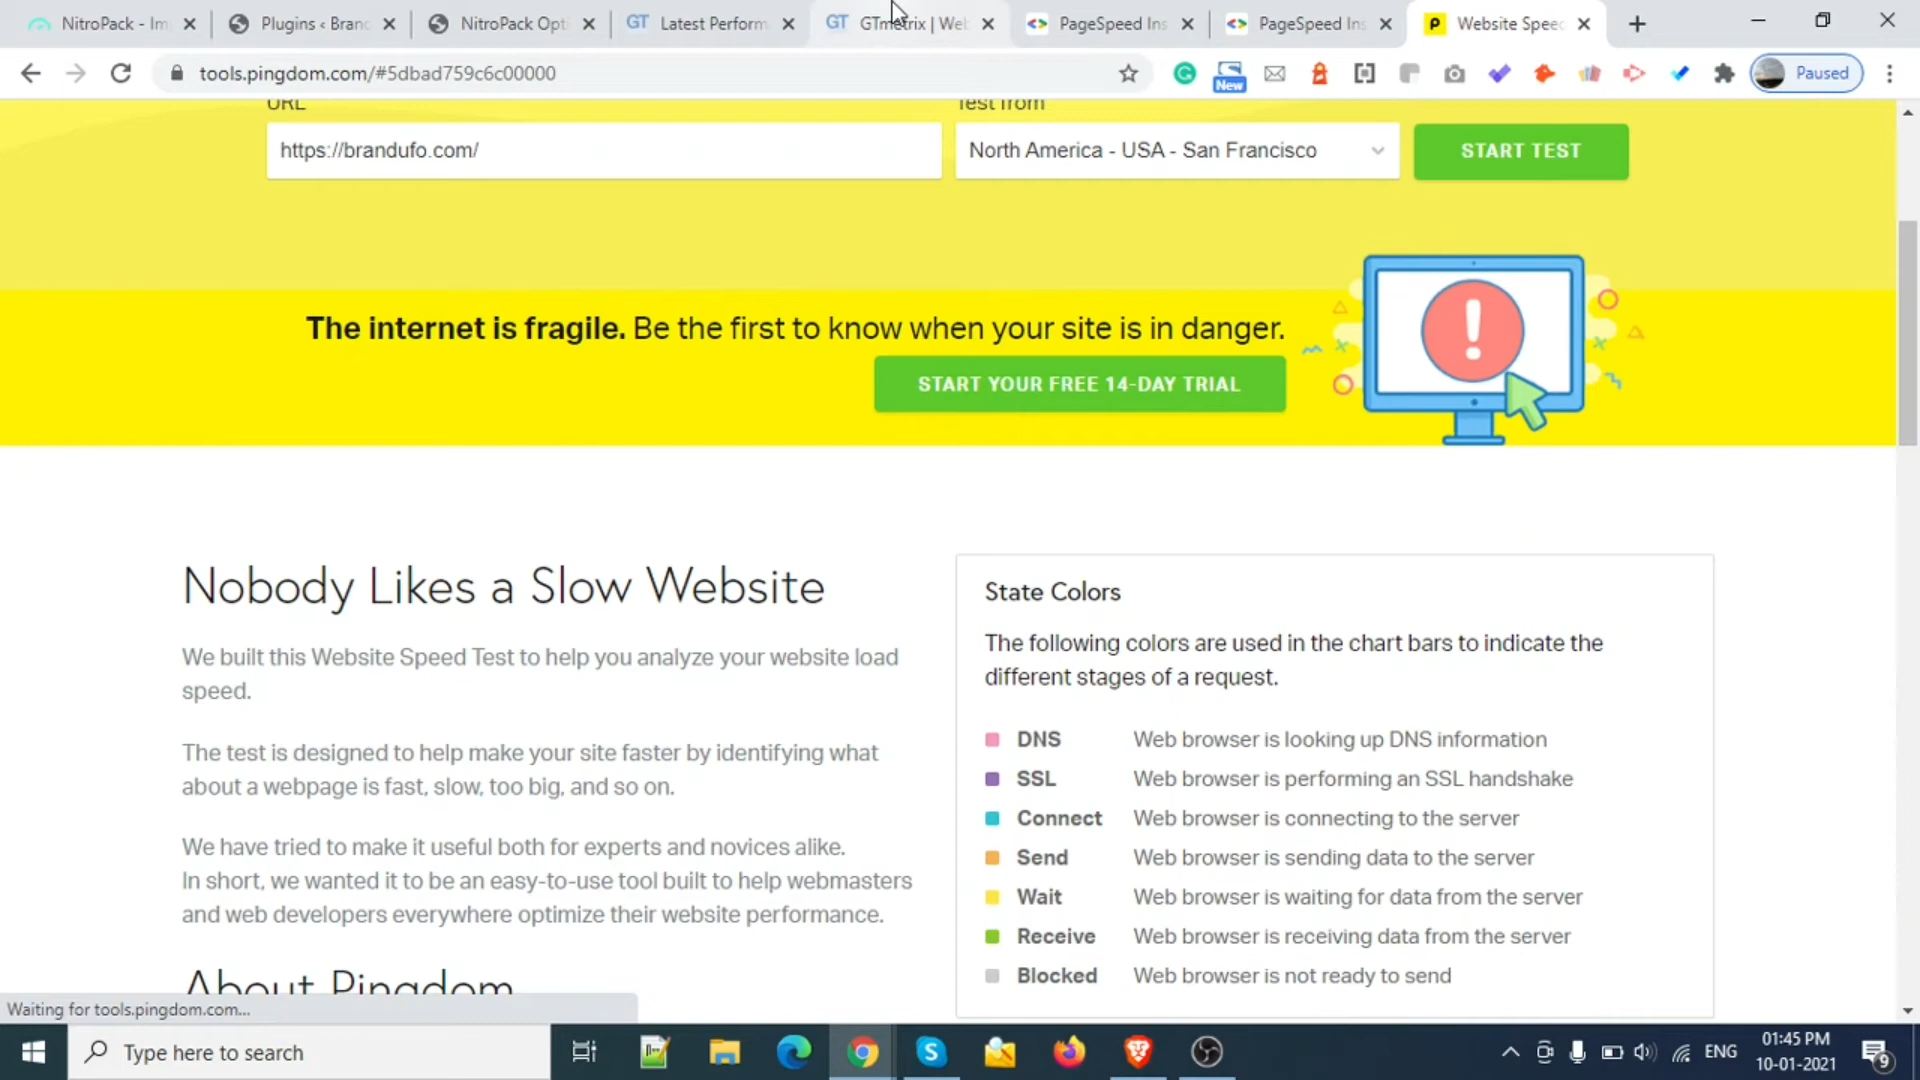 NitroPack - Im
Plugins ‹ Bran
NitroPack Opti
GT Latest Perform
GT GTmetrix | Web
PageSpeed Ins
PageSpeed Ins
Website Speed
tools.pingdom.com/#5dbad759c6c00000
New
Paused
URL
Test from
https://brandufo.com/
North America - USA - San Francisco
START TEST
The internet is fragile. Be the first to know when your site is in danger.
START YOUR FREE 14-DAY TRIAL
Nobody Likes a Slow Website
We built this Website Speed Test to help you analyze your website load
speed.
The test is designed to help make your site faster by identifying what
about a webpage is fast, slow, too big, and so on.
We have tried to make it useful both for experts and novices alike.
In short, we wanted it to be an easy-to-use tool built to help webmasters
and web developers everywhere optimize their website performance.
About Pingdom
State Colors
The following colors are used in the chart bars to indicate the
different stages of a request.
DNS Web browser is looking up DNS information
SSL Web browser is performing an SSL handshake
Connect Web browser is connecting to the server
Send Web browser is sending data to the server
Wait Web browser is waiting for data from the server
Receive Web browser is receiving data from the server
Blocked Web browser is not ready to send
Waiting for tools.pingdom.com...
Type here to search
ENG
01:45 PM
10-01-2021
9